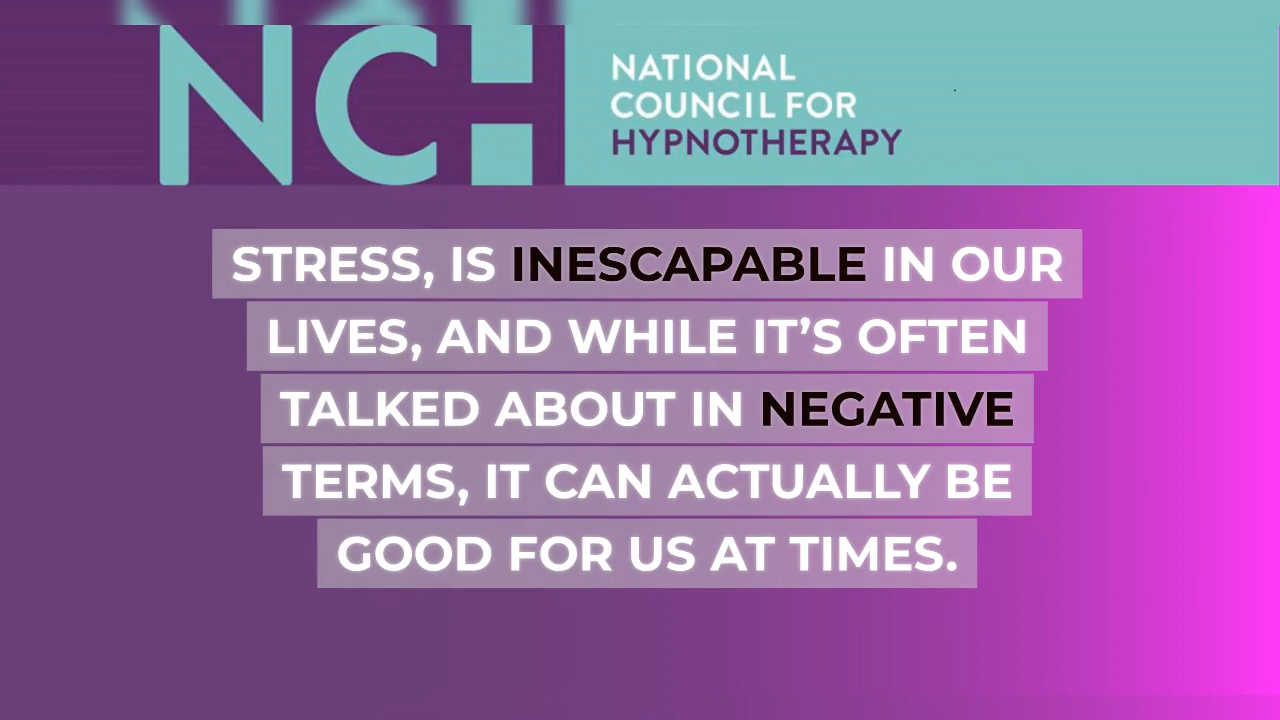 NCH
NATIONAL
COUNCIL FOR
HYPNOTHERAPY
STRESS, IS INESCAPABLE IN OUR
LIVES, AND WHILE IT’S OFTEN
TALKED ABOUT IN NEGATIVE
TERMS, IT CAN ACTUALLY BE
GOOD FOR US AT TIMES.